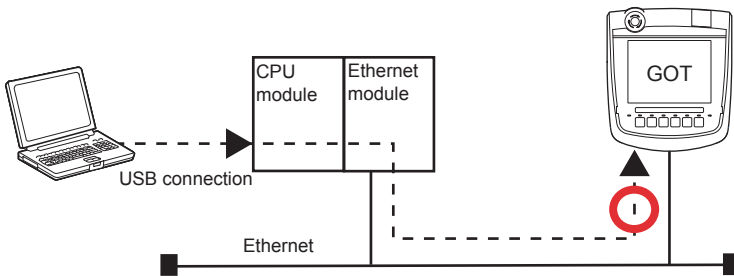 CPU
module
Ethernet
module
GOT
USB connection
Ethernet